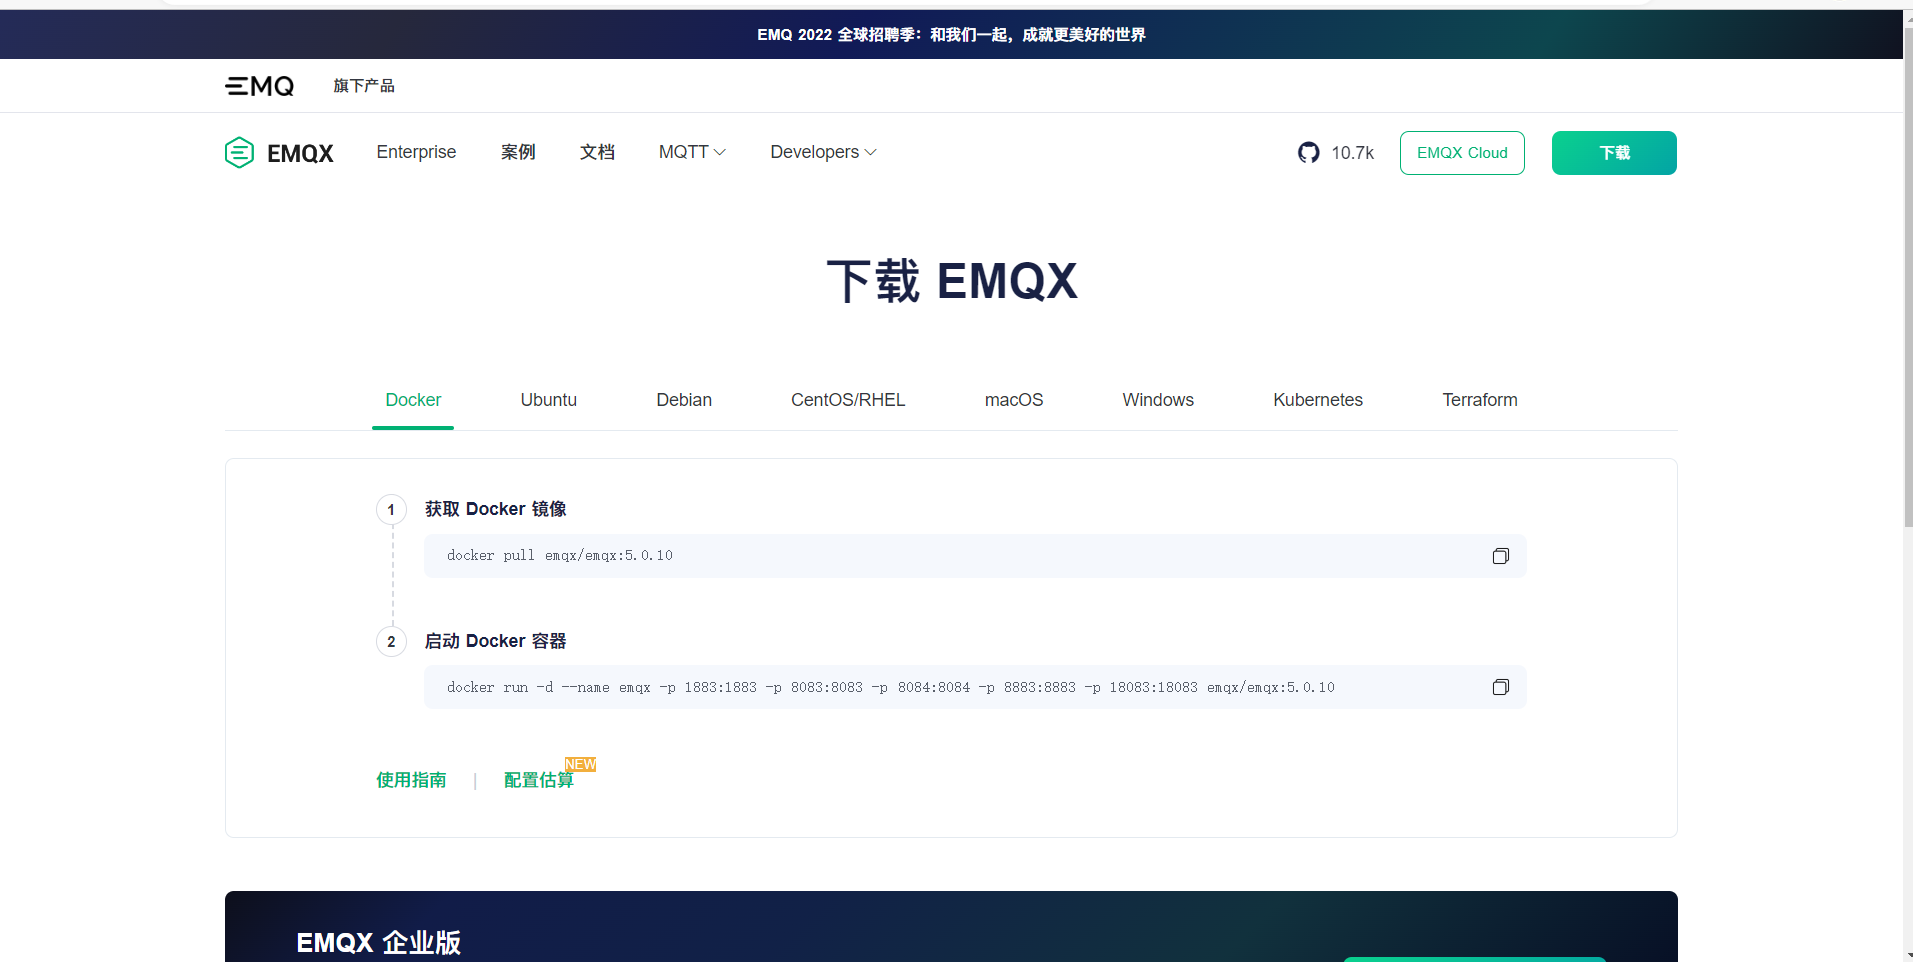 EMQ 2022 全球招聘季：和我们一起，成就更美好的世界
EMQ 旗下产品
EMQX Enterprise 案例 文档 MQTT Developers 10.7k EMQX Cloud 下载
下载 EMQX
Docker Ubuntu Debian CentOS/RHEL macOS Windows Kubernetes Terraform
1 获取 Docker 镜像
docker pull emqx/emqx:5.0.10
2 启动 Docker 容器
docker run -d --name emqx -p 1883:1883 -p 8083:8083 -p 8084:8084 -p 8883:8883 -p 18083:18083 emqx/emqx:5.0.10
使用指南 | 配置估算 NEW
EMQX 企业版